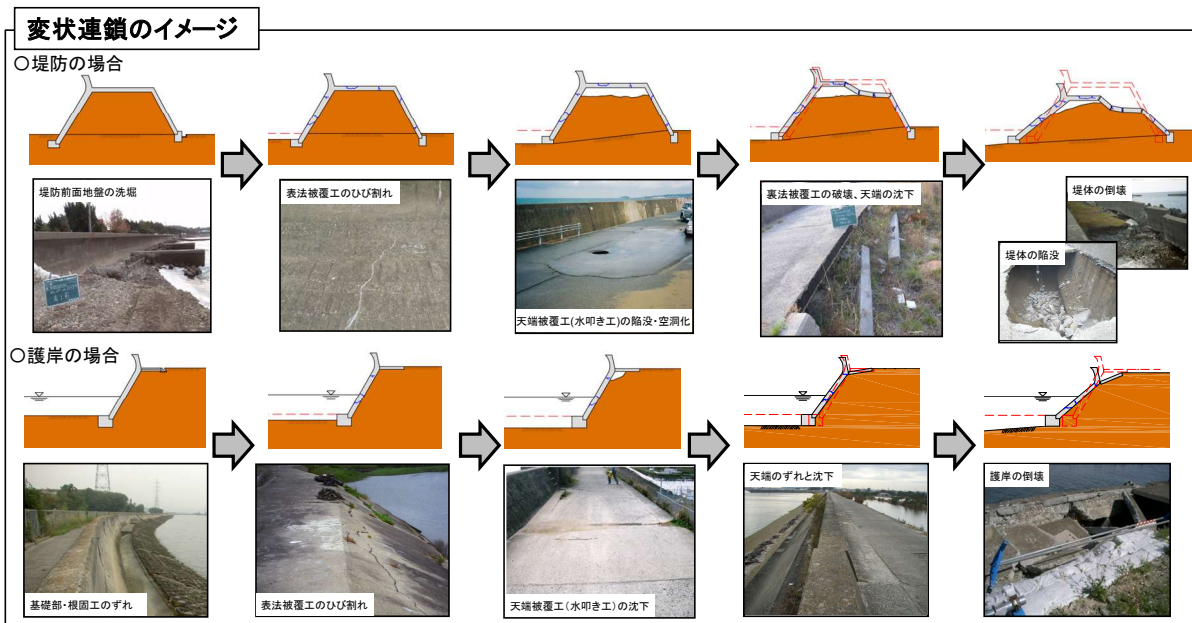 変状連鎖のイメージ
○堤防の場合
堤防前面地盤の洗堀
表法被覆工のひび割れ
天端被覆工(水叩き工)の陥没・空洞化
裏法被覆工の破壊、天端の沈下
堤体の倒壊
堤体の陥没
○護岸の場合
基礎部・根固工のずれ
表法被覆工のひび割れ
天端被覆工(水叩き工)の沈下
天端のずれと沈下
護岸の倒壊